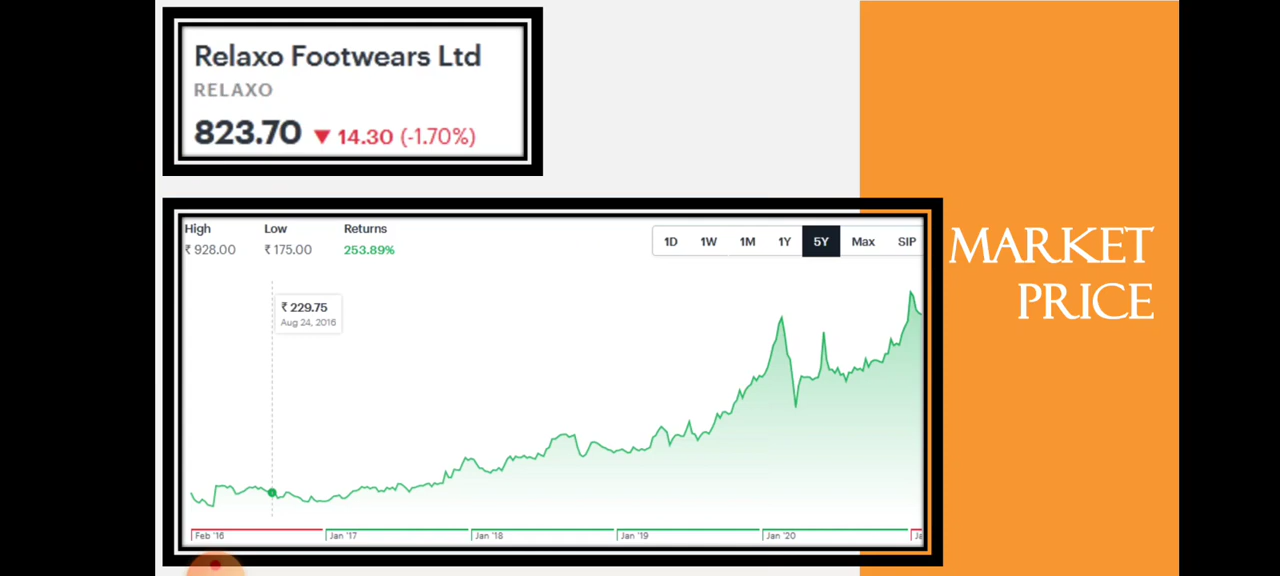 Relaxo Footwears Ltd
RELAXO
823.70 ▼ 14.30 (-1.70%)
High Low Returns
₹ 928.00 ₹ 175.00 253.89%
1D 1W 1M 1Y 5Y Max SIP
₹ 229.75
Aug 24, 2016
Feb '16 Jan '17 Jan '18 Jan '19 Jan '20
MARKET
PRICE